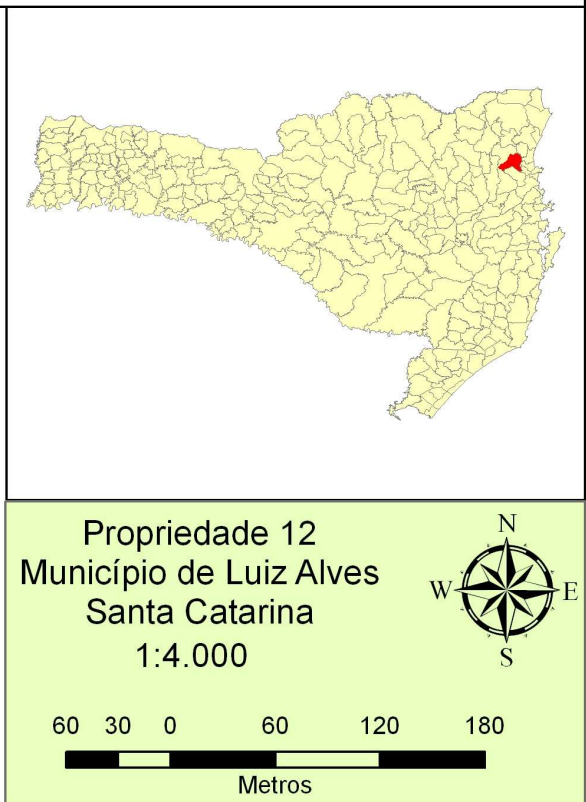 Propriedade 12
Município de Luiz Alves
Santa Catarina
1:4.000
N
W E
S
60 30 0 60 120 180
Metros